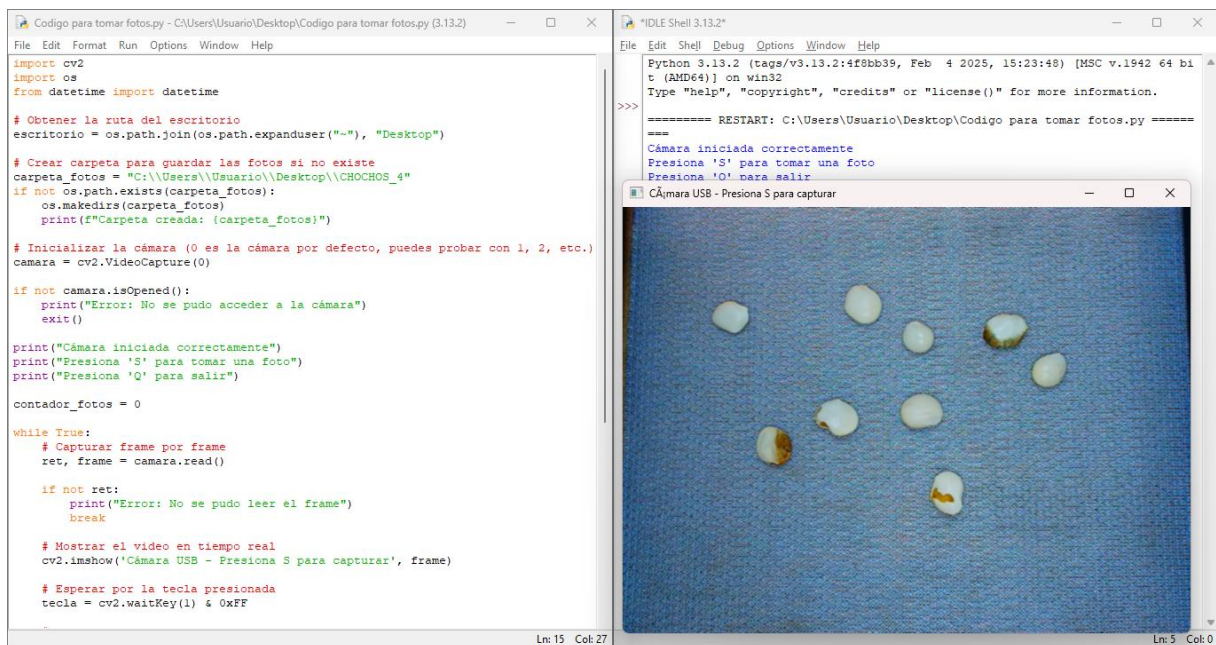 Codigo para tomar fotos.py - C:\Users\Usuario\Desktop\Codigo para tomar fotos.py (3.13.2)
File Edit Format Run Options Window Help
import cv2
import os
from datetime import datetime

# Obtener la ruta del escritorio
escritorio = os.path.join(os.path.expanduser("~"), "Desktop")

# Crear carpeta para guardar las fotos si no existe
carpeta_fotos = "C:\\Users\\Usuario\\Desktop\\CHOCHOS_4"
if not os.path.exists(carpeta_fotos):
    os.makedirs(carpeta_fotos)
    print(f"Carpeta creada: {carpeta_fotos}")

# Inicializar la cámara (0 es la cámara por defecto, puedes probar con 1, 2, etc.)
camara = cv2.VideoCapture(0)

if not camara.isOpened():
    print("Error: No se pudo acceder a la cámara")
    exit()

print("Cámara iniciada correctamente")
print("Presiona 'S' para tomar una foto")
print("Presiona 'Q' para salir")

contador_fotos = 0

while True:
    # Capturar frame por frame
    ret, frame = camara.read()

    if not ret:
        print("Error: No se pudo leer el frame")
        break

    # Mostrar el video en tiempo real
    cv2.imshow('Cámara USB - Presiona S para capturar', frame)

    # Esperar por la tecla presionada
    tecla = cv2.waitKey(1) & 0xFF

Ln: 15 Col: 27
*IDLE Shell 3.13.2*
File Edit Shell Debug Options Window Help
Python 3.13.2 (tags/v3.13.2:4f8bb39, Feb  4 2025, 15:23:48) [MSC v.1942 64 bi
t (AMD64)] on win32
Type "help", "copyright", "credits" or "license()" for more information.
>>>
========= RESTART: C:\Users\Usuario\Desktop\Codigo para tomar fotos.py ======
===
Cámara iniciada correctamente
Presiona 'S' para tomar una foto
Presiona 'Q' para salir
CÃ¡mara USB - Presiona S para capturar
Ln: 5 Col: 0